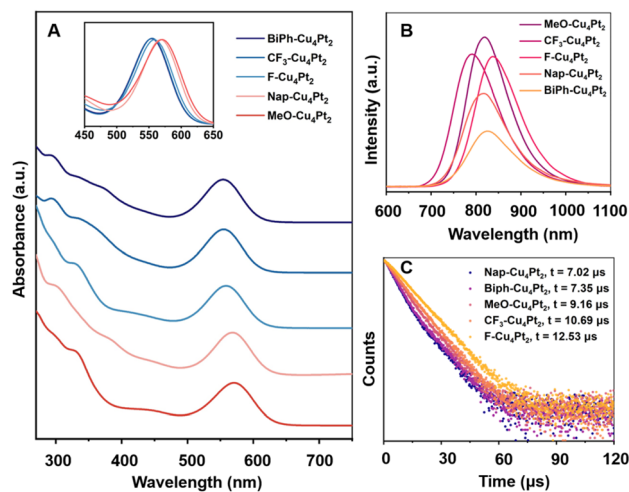 A
BiPh-Cu₄Pt₂
CF₃-Cu₄Pt₂
F-Cu₄Pt₂
Nap-Cu₄Pt₂
MeO-Cu₄Pt₂
450 500 550 600 650
Absorbance (a.u.)
300 400 500 600 700
Wavelength (nm)
B
MeO-Cu₄Pt₂
CF₃-Cu₄Pt₂
F-Cu₄Pt₂
Nap-Cu₄Pt₂
BiPh-Cu₄Pt₂
Intensity (a.u.)
600 700 800 900 1000 1100
Wavelength (nm)
C
Nap-Cu₄Pt₂, t = 7.02 µs
Biph-Cu₄Pt₂, t = 7.35 µs
MeO-Cu₄Pt₂, t = 9.16 µs
CF₃-Cu₄Pt₂, t = 10.69 µs
F-Cu₄Pt₂, t = 12.53 µs
Counts
0 30 60 90 120
Time (µs)